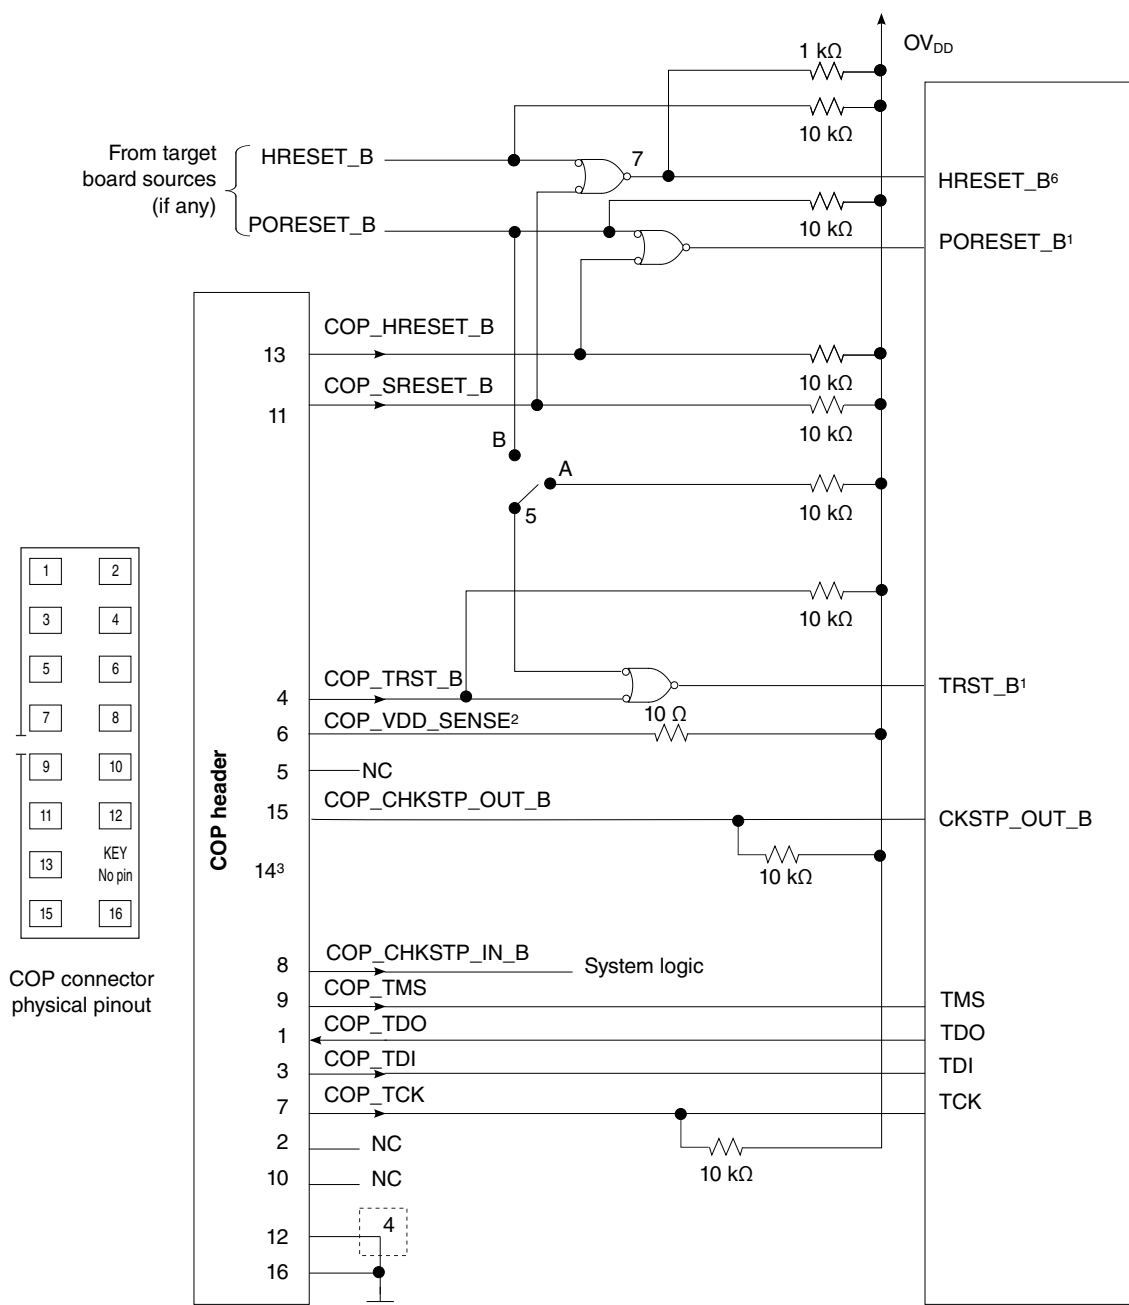 OVDD
1 kΩ
10 kΩ
From target
board sources
(if any)
HRESET_B
7
HRESET_B6
PORESET_B
10 kΩ
PORESET_B1
COP_HRESET_B
13
10 kΩ
COP_SRESET_B
11
10 kΩ
B
A
5
10 kΩ
10 kΩ
COP_TRST_B
4
TRST_B1
10 Ω
COP_VDD_SENSE2
6
5
NC
COP_CHKSTP_OUT_B
15
CKSTP_OUT_B
10 kΩ
143
COP header
1 2
3 4
5 6
7 8
9 10
11 12
13 KEY
No pin
15 16
COP connector
physical pinout
COP_CHKSTP_IN_B
8
System logic
COP_TMS
9
TMS
COP_TDO
1
TDO
COP_TDI
3
TDI
COP_TCK
7
TCK
10 kΩ
2
NC
10
NC
4
12
16